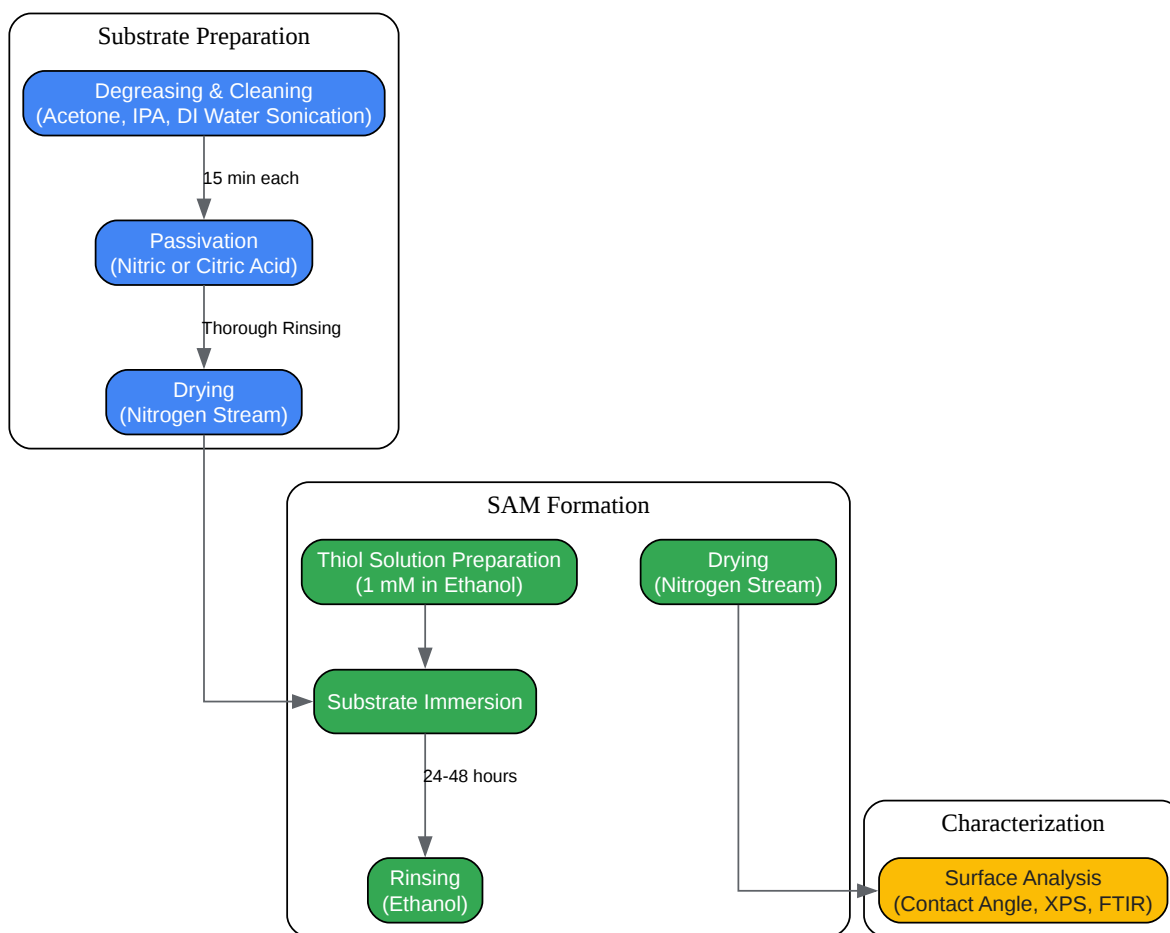 Substrate Preparation
Degreasing & Cleaning
(Acetone, IPA, DI Water Sonication)
15 min each
Passivation
(Nitric or Citric Acid)
Thorough Rinsing
Drying
(Nitrogen Stream)
SAM Formation
Thiol Solution Preparation
(1 mM in Ethanol)
Drying
(Nitrogen Stream)
Substrate Immersion
24-48 hours
Rinsing
(Ethanol)
Characterization
Surface Analysis
(Contact Angle, XPS, FTIR)